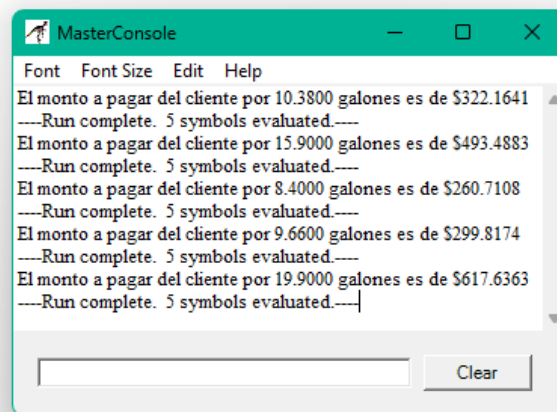 MasterConsole
Font Font Size Edit Help
El monto a pagar del cliente por 10.3800 galones es de $322.1641
----Run complete. 5 symbols evaluated.----
El monto a pagar del cliente por 15.9000 galones es de $493.4883
----Run complete. 5 symbols evaluated.----
El monto a pagar del cliente por 8.4000 galones es de $260.7108
----Run complete. 5 symbols evaluated.----
El monto a pagar del cliente por 9.6600 galones es de $299.8174
----Run complete. 5 symbols evaluated.----
El monto a pagar del cliente por 19.9000 galones es de $617.6363
----Run complete. 5 symbols evaluated.----
Clear